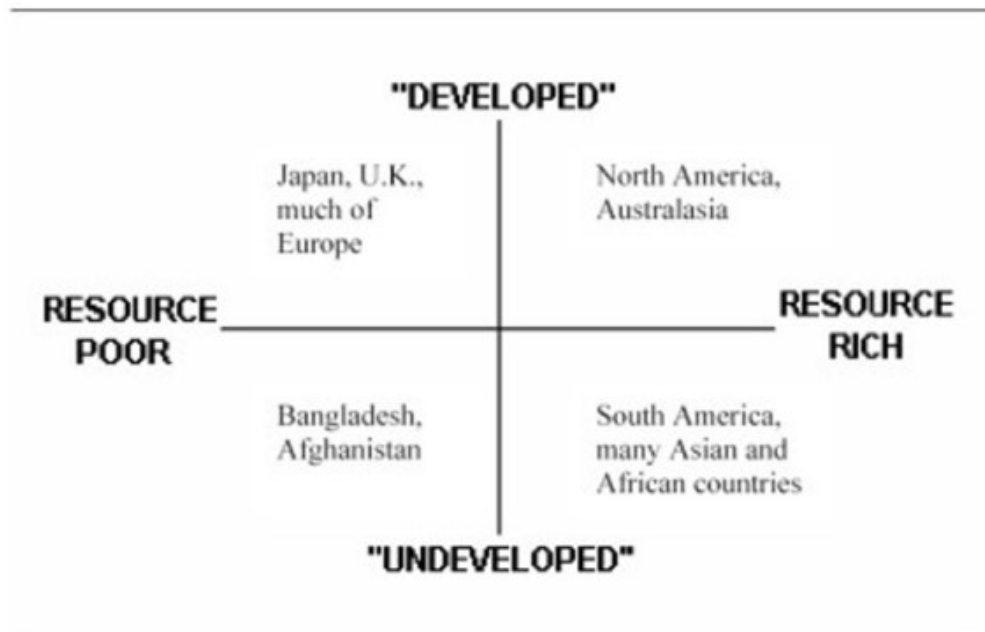 "DEVELOPED"
Japan, U.K.,
much of
Europe
North America,
Australasia
RESOURCE
POOR
RESOURCE
RICH
Bangladesh,
Afghanistan
South America,
many Asian and
African countries
"UNDEVELOPED"